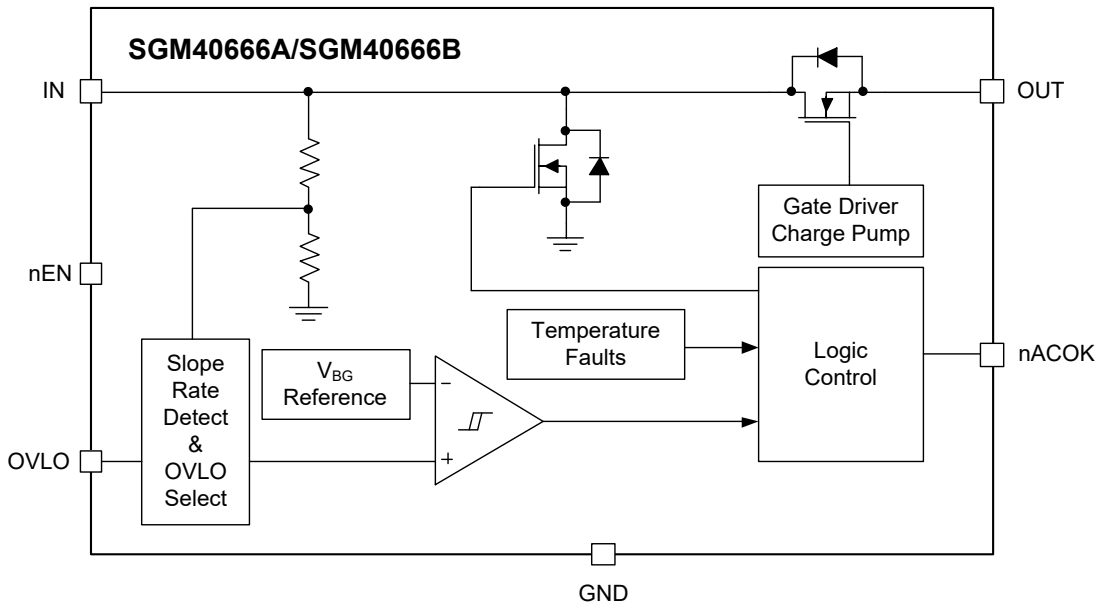 SGM40666A/SGM40666B
IN
OUT
Gate Driver
Charge Pump
nEN
Temperature
Faults
Logic
Control
nACOK
Slope
Rate
Detect
&
OVLO
Select
VBG
Reference
−
+
OVLO
GND